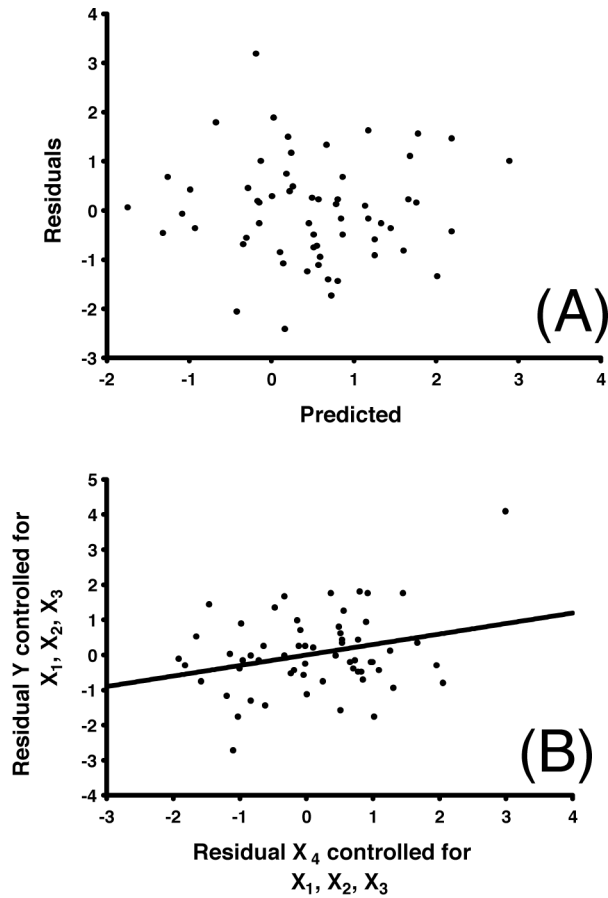 4
3
2
1
0
-1
-2
-3
Residuals
-2 -1 0 1 2 3 4
Predicted
(A)
5
4
3
2
1
0
-1
-2
-3
-4
Residual Y controlled for
X1, X2, X3
-3 -2 -1 0 1 2 3 4
Residual X4 controlled for
X1, X2, X3
(B)